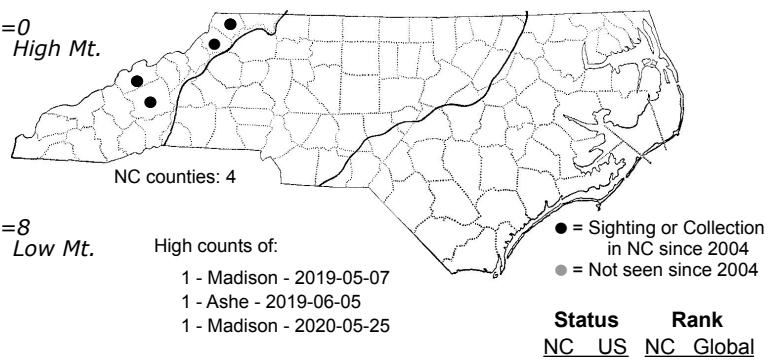 =0
High Mt.
NC counties: 4
=8
Low Mt.
High counts of:
1 - Madison - 2019-05-07
1 - Ashe - 2019-06-05
1 - Madison - 2020-05-25
= Sighting or Collection
in NC since 2004
= Not seen since 2004
Status Rank
NC US NC Global